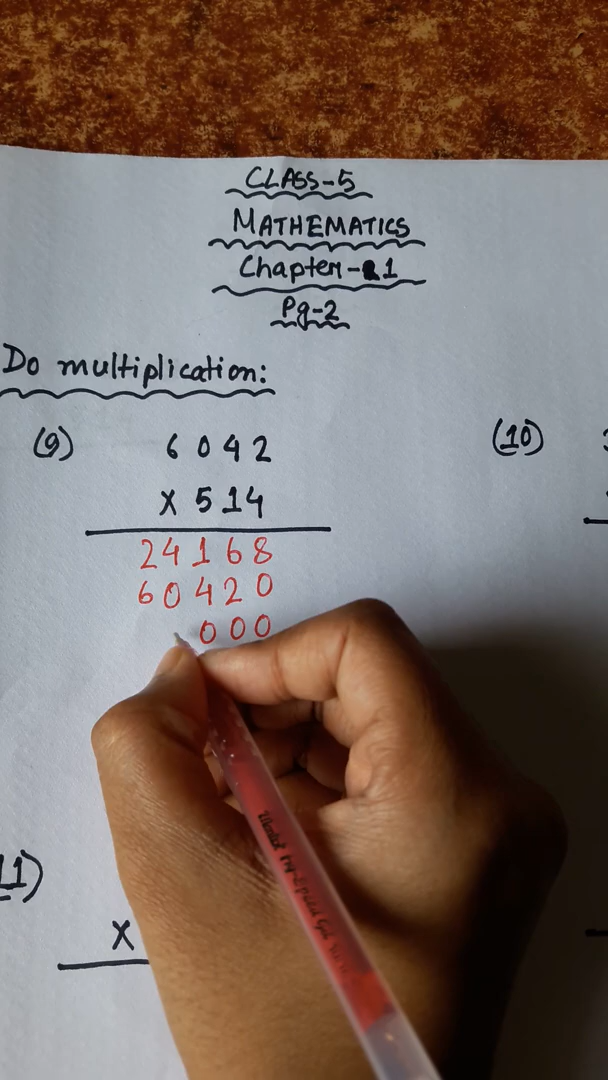 CLASS-5
MATHEMATICS
Chapter-1
Pg-2
Do multiplication:
(9) 6042 (10)
X 514
24168
60420
000
11)
X